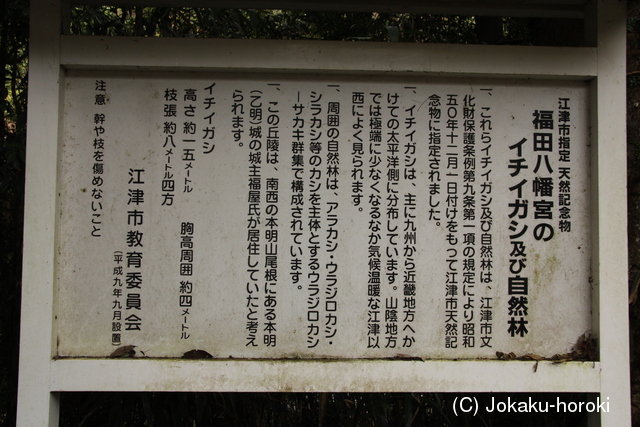 江津市指定 天然記念物
福田八幡宮の
イチイガシ及び自然林
一、これらイチイガシ及び自然林は、江津市文
化財保護条例第九条第一項の規定により昭和
五〇年十二月一日付けをもつて江津市天然記
念物に指定されました。
一、イチイガシは、主に九州から近畿地方へか
けての太平洋側に分布しています。山陰地方
では極端に少なくなるなか気候温暖な江津以
西によく見られます。
一、周囲の自然林は、アラカシ・ウラジロカシ・
シラカシ等のカシを主体とするウラジロカシ
ーサカキ群集で構成されています。
一、この丘陵は、南西の本明山尾根にある本明
(乙明)城の城主福屋氏が居住していたと考え
られます。
イチイガシ
高さ 約一五メートル 胸高周囲 約四メートル
枝張 約八メートル四方
江津市教育委員会
(平成九年九月設置)
注意 幹や枝を傷めないこと
(C) Jokaku-horoki